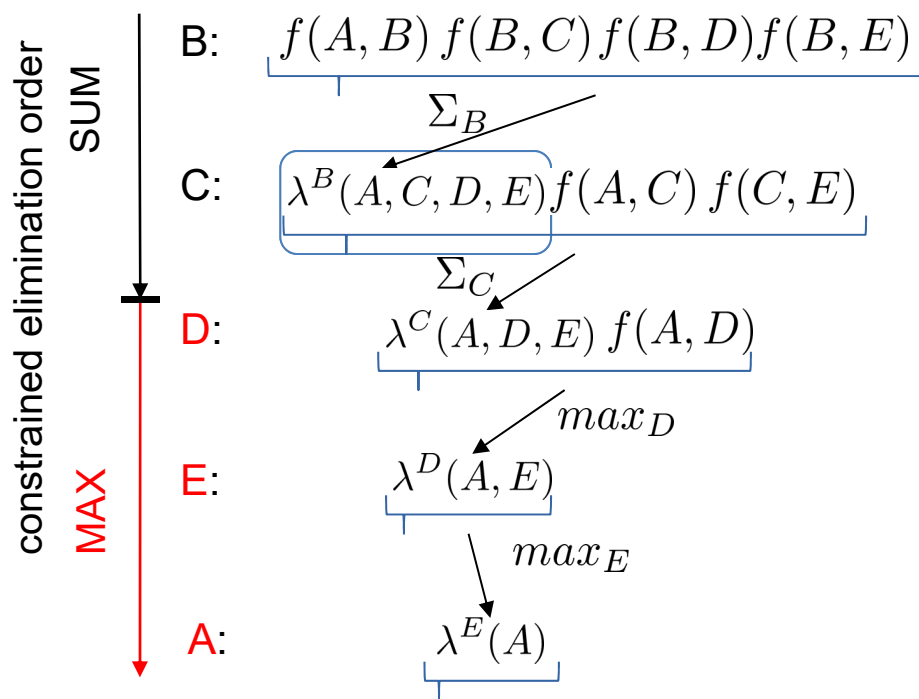 constrained elimination order
SUM
MAX
B: f(A, B) f(B, C) f(B, D)f(B, E)
Σ_B
C: λ^B(A, C, D, E)f(A, C) f(C, E)
Σ_C
D: λ^C(A, D, E) f(A, D)
max_D
E: λ^D(A, E)
max_E
A: λ^E(A)